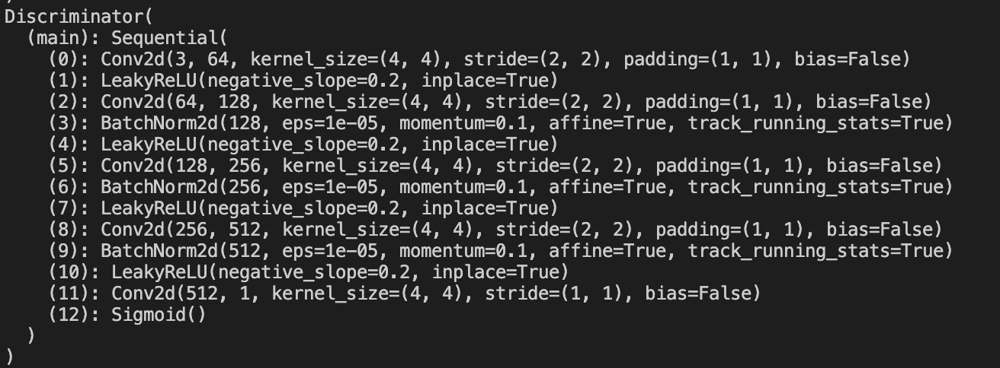 Discriminator(
  (main): Sequential(
    (0): Conv2d(3, 64, kernel_size=(4, 4), stride=(2, 2), padding=(1, 1), bias=False)
    (1): LeakyReLU(negative_slope=0.2, inplace=True)
    (2): Conv2d(64, 128, kernel_size=(4, 4), stride=(2, 2), padding=(1, 1), bias=False)
    (3): BatchNorm2d(128, eps=1e-05, momentum=0.1, affine=True, track_running_stats=True)
    (4): LeakyReLU(negative_slope=0.2, inplace=True)
    (5): Conv2d(128, 256, kernel_size=(4, 4), stride=(2, 2), padding=(1, 1), bias=False)
    (6): BatchNorm2d(256, eps=1e-05, momentum=0.1, affine=True, track_running_stats=True)
    (7): LeakyReLU(negative_slope=0.2, inplace=True)
    (8): Conv2d(256, 512, kernel_size=(4, 4), stride=(2, 2), padding=(1, 1), bias=False)
    (9): BatchNorm2d(512, eps=1e-05, momentum=0.1, affine=True, track_running_stats=True)
    (10): LeakyReLU(negative_slope=0.2, inplace=True)
    (11): Conv2d(512, 1, kernel_size=(4, 4), stride=(1, 1), bias=False)
    (12): Sigmoid()
  )
)